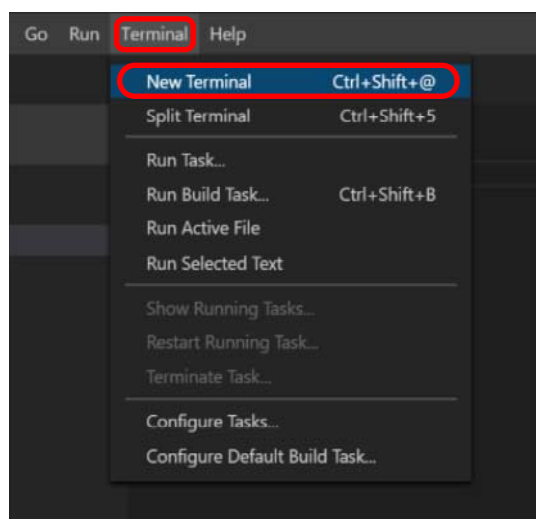 Go Run Terminal Help
New Terminal Ctrl+Shift+@
Split Terminal Ctrl+Shift+5
Run Task...
Run Build Task... Ctrl+Shift+B
Run Active File
Run Selected Text
Show Running Tasks...
Restart Running Task...
Terminate Task...
Configure Tasks...
Configure Default Build Task...